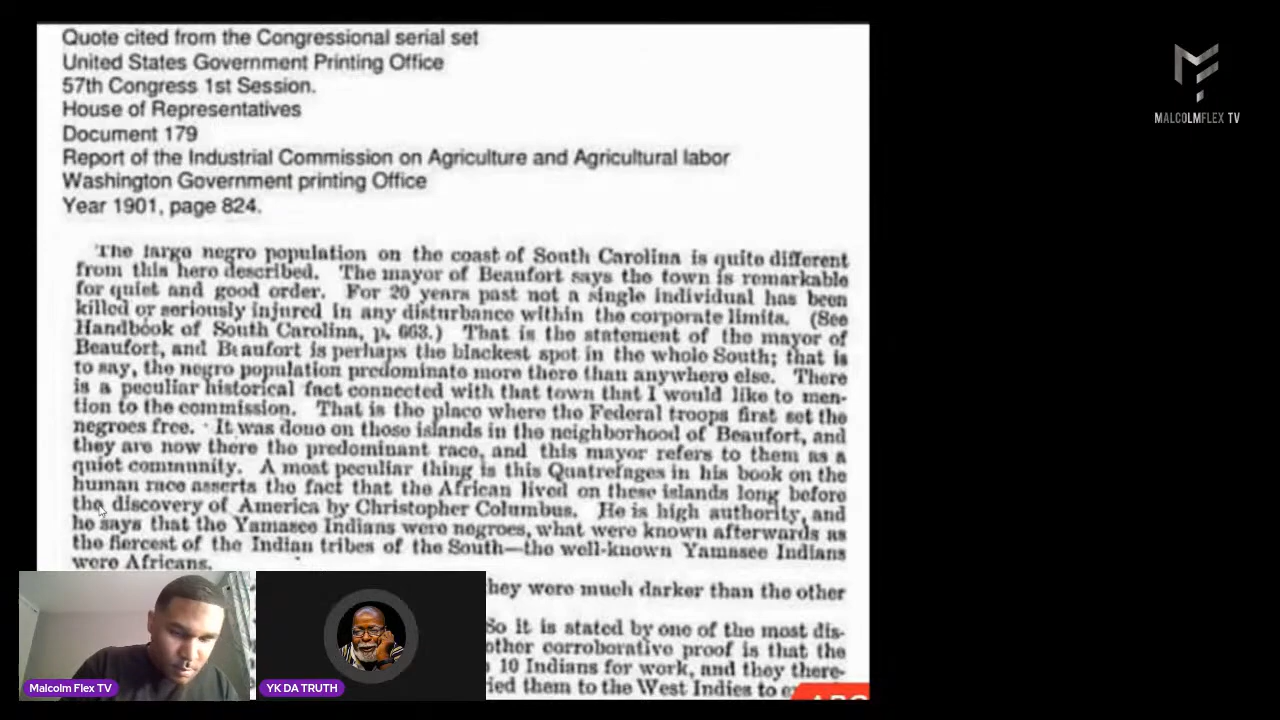 Quote cited from the Congressional serial set
United States Government Printing Office
57th Congress 1st Session.
House of Representatives
Document 179
Report of the Industrial Commission on Agriculture and Agricultural labor
Washington Government printing Office
Year 1901, page 824.
The large negro population on the coast of South Carolina is quite different
from this here described. The mayor of Beaufort says the town is remarkable
for quiet and good order. For 20 years past not a single individual has been
killed or seriously injured in any disturbance within the corporate limits. (See
Handbook of South Carolina, p. 663.) That is the statement of the mayor of
Beaufort, and Beaufort is perhaps the blackest spot in the whole South; that is
to say, the negro population predominate more there than anywhere else. There
is a peculiar historical fact connected with that town that I would like to men-
tion to the commission. That is the place where the Federal troops first set the
negroes free. It was done on those islands in the neighborhood of Beaufort, and
they are now there the predominant race, and this mayor refers to them as a
quiet community. A most peculiar thing is this Quatrefages in his book on the
human race asserts the fact that the African lived on these islands long before
the discovery of America by Christopher Columbus. He is high authority, and
he says that the Yamasee Indians were negroes, what were known afterwards as
the fiercest of the Indian tribes of the South—the well-known Yamasee Indians
were Africans.
hey were much darker than the other
So it is stated by one of the most dis-
other corroborative proof is that the
10 Indians for work, and they there-
ied them to the West Indies to e
MALCOLMFLEX TV
Malcolm Flex TV
YK DA TRUTH